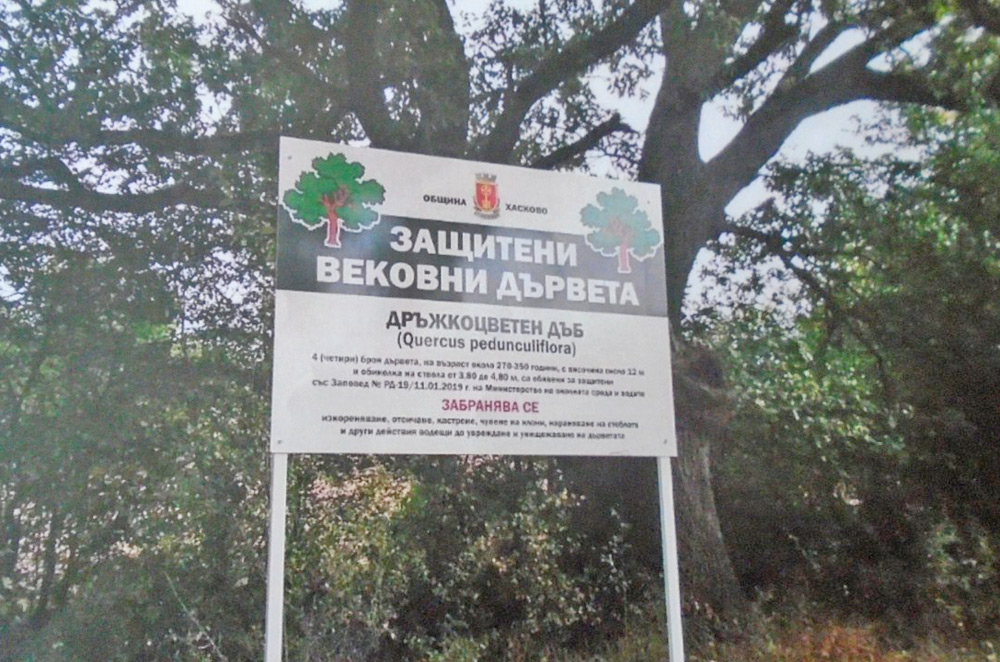 ОБЩИНА ХАСКОВО
ЗАЩИТЕНИ
ВЕКОВНИ ДЪРВЕТА
ДРЪЖКОЦВЕТЕН ДЪБ
(Quercus pedunculiflora)
4 (четири) броя дървета, на възраст около 270-350 години, с височина около 12 м
и обиколка на ствола от 3.80 до 4,80 м, са обявени за защитени
със Заповед № РД-19/11.01.2019 г. на Министерство на околната среда и водите
ЗАБРАНЯВА СЕ
изкореняване, отсичане, кастрене, чупене на клони, нараняване на стеблото
и други действия водещи до увреждане и унищожаване на дърветата